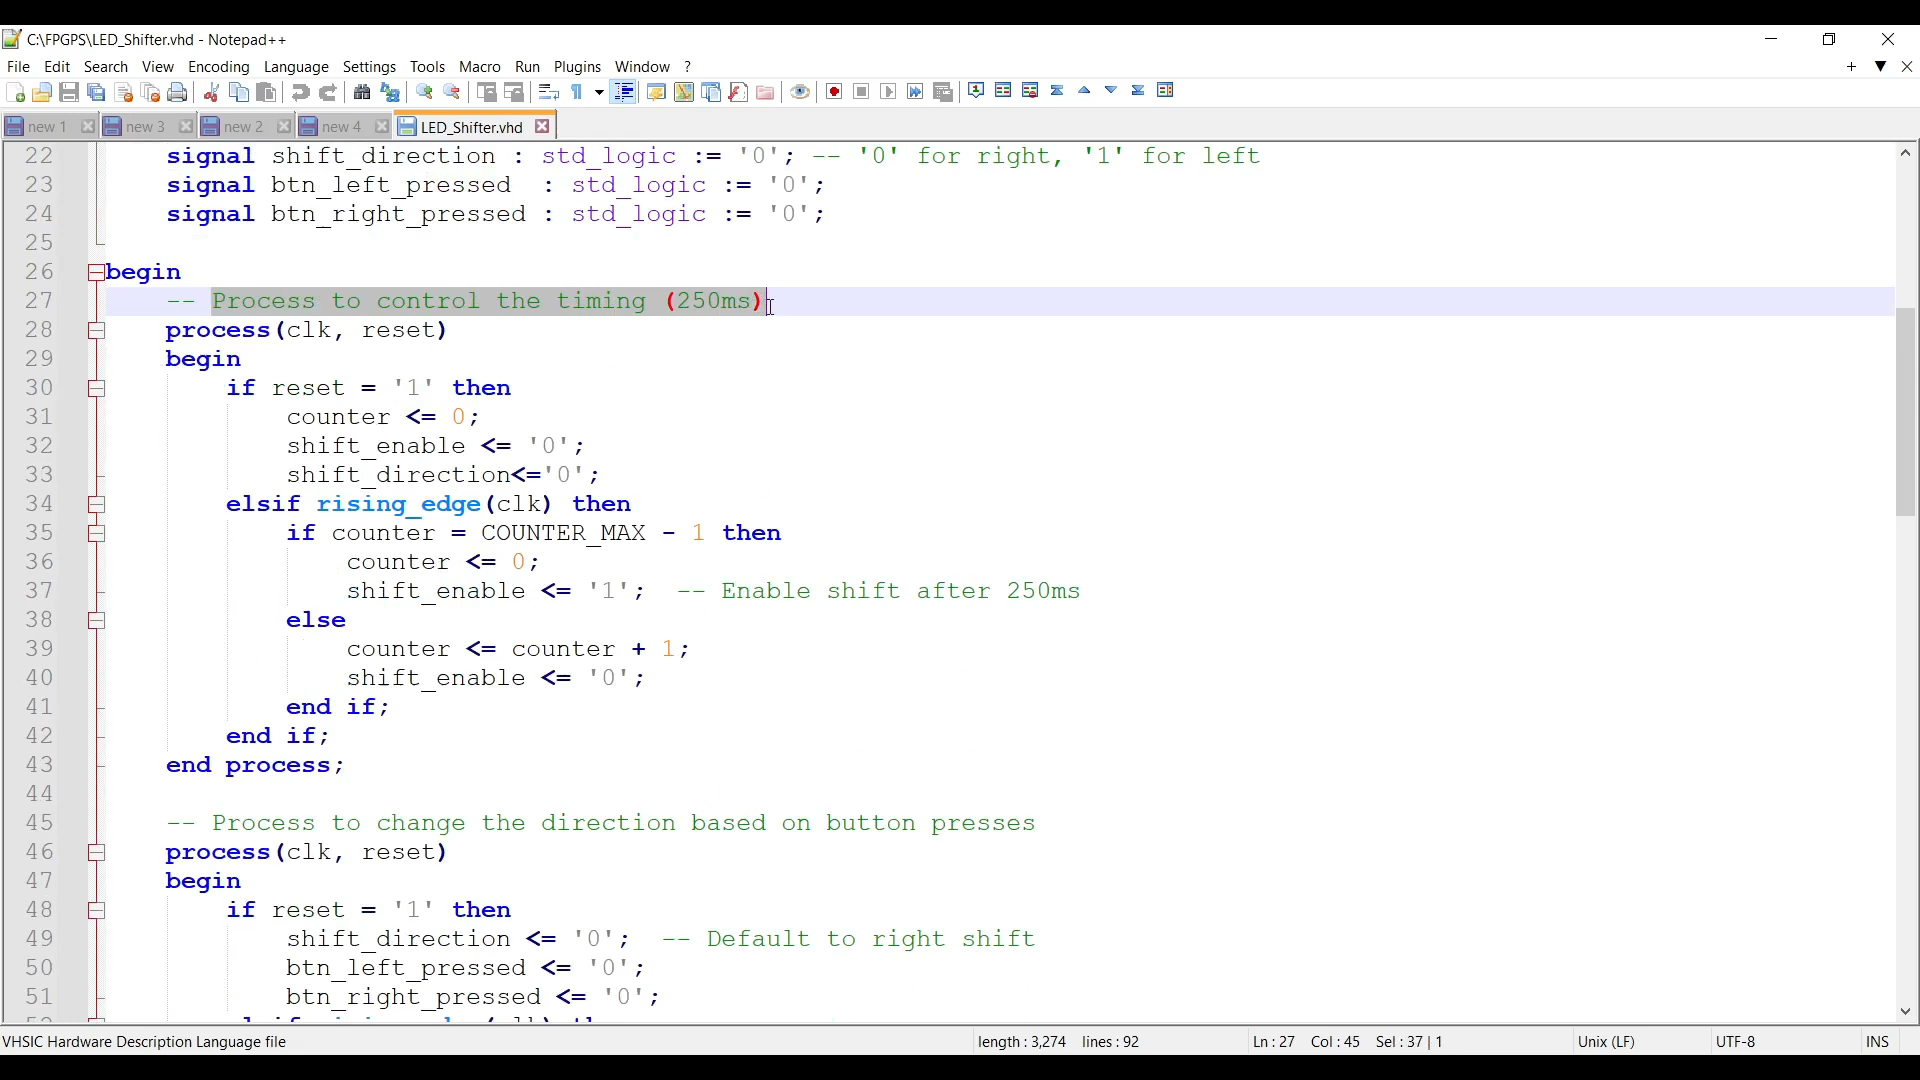 C:\FPGPS\LED_Shifter.vhd - Notepad++
File Edit Search View Encoding Language Settings Tools Macro Run Plugins Window ?
new 1 new 3 new 2 new 4 LED_Shifter.vhd
22 signal shift_direction : std_logic := '0'; -- '0' for right, '1' for left
23 signal btn_left_pressed  : std_logic := '0';
24 signal btn_right_pressed : std_logic := '0';
25
26 begin
27 -- Process to control the timing (250ms)
28 process(clk, reset)
29 begin
30 if reset = '1' then
31 counter <= 0;
32 shift_enable <= '0';
33 shift_direction<='0';
34 elsif rising_edge(clk) then
35 if counter = COUNTER_MAX - 1 then
36 counter <= 0;
37 shift_enable <= '1';  -- Enable shift after 250ms
38 else
39 counter <= counter + 1;
40 shift_enable <= '0';
41 end if;
42 end if;
43 end process;
44
45 -- Process to change the direction based on button presses
46 process(clk, reset)
47 begin
48 if reset = '1' then
49 shift_direction <= '0';  -- Default to right shift
50 btn_left_pressed <= '0';
51 btn_right_pressed <= '0';
VHSIC Hardware Description Language file length : 3,274 lines : 92 Ln : 27 Col : 45 Sel : 37 | 1 Unix (LF) UTF-8 INS